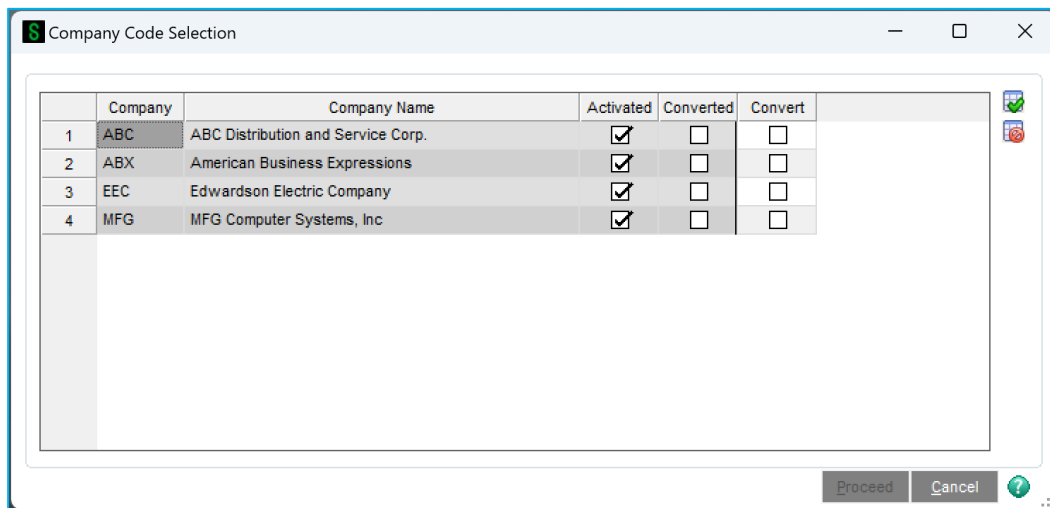 S Company Code Selection
Company Company Name Activated Converted Convert
1 ABC ABC Distribution and Service Corp.
2 ABX American Business Expressions
3 EEC Edwardson Electric Company
4 MFG MFG Computer Systems, Inc
Proceed Cancel ?